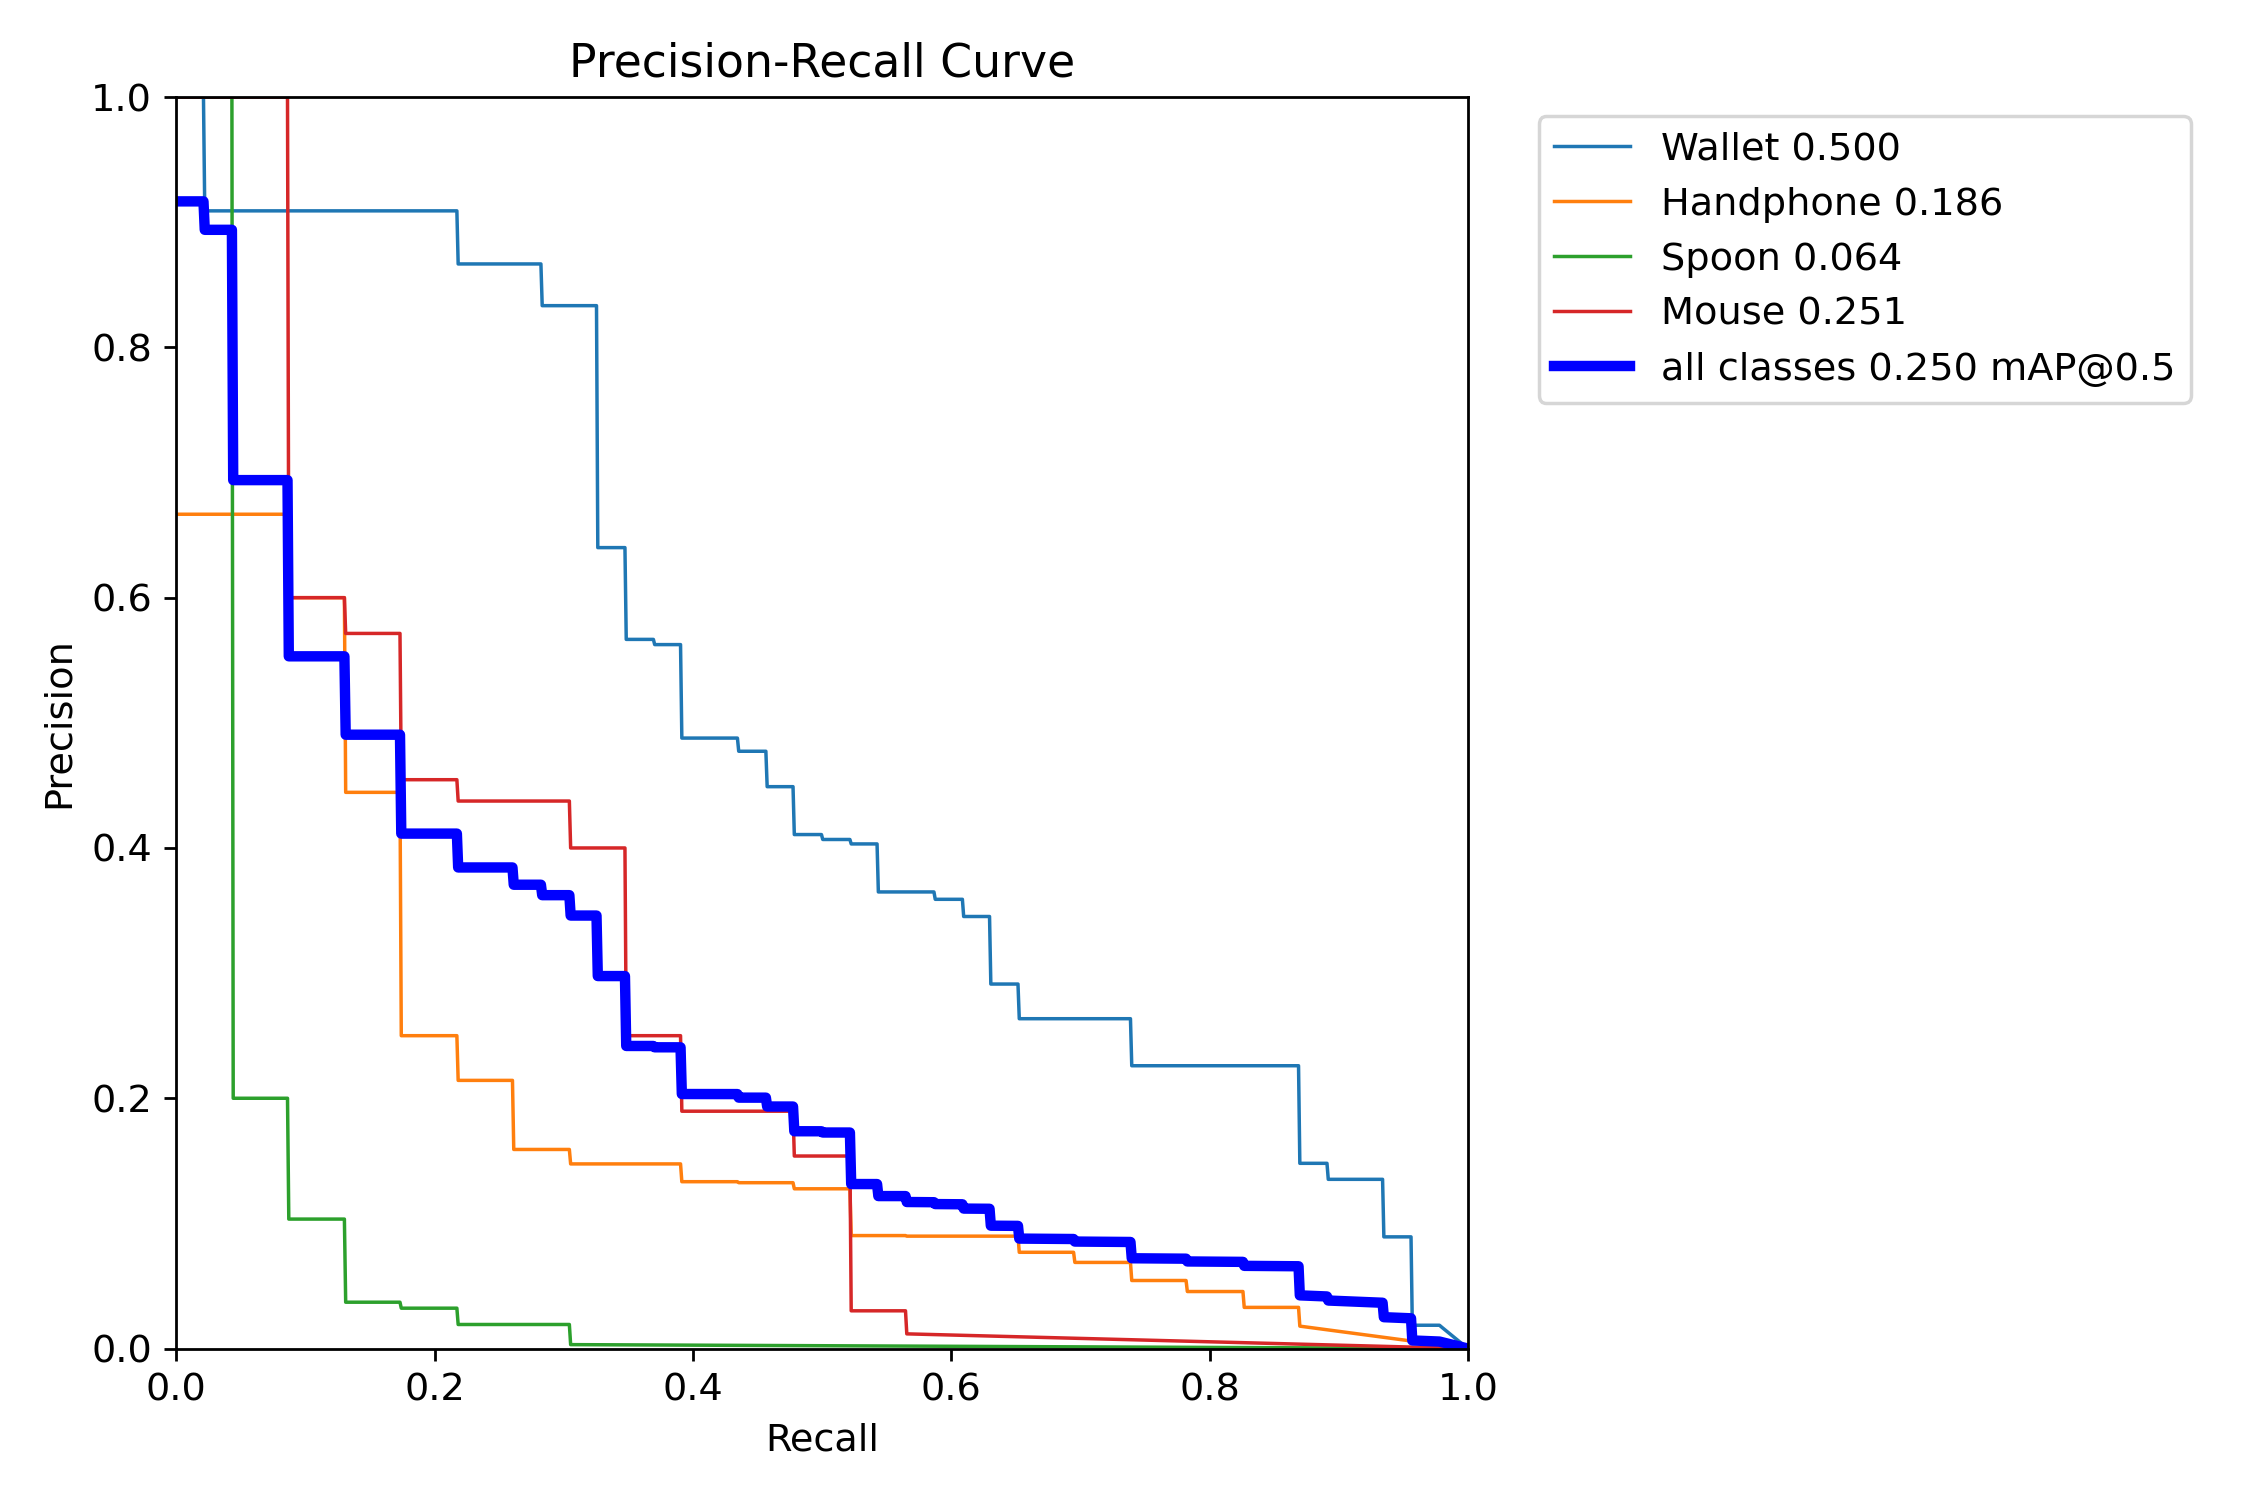 Precision-Recall Curve
1.0
0.8
0.6
0.4
0.2
0.0
Precision
0.0 0.2 0.4 0.6 0.8 1.0
Recall
Wallet 0.500
Handphone 0.186
Spoon 0.064
Mouse 0.251
all classes 0.250 mAP@0.5